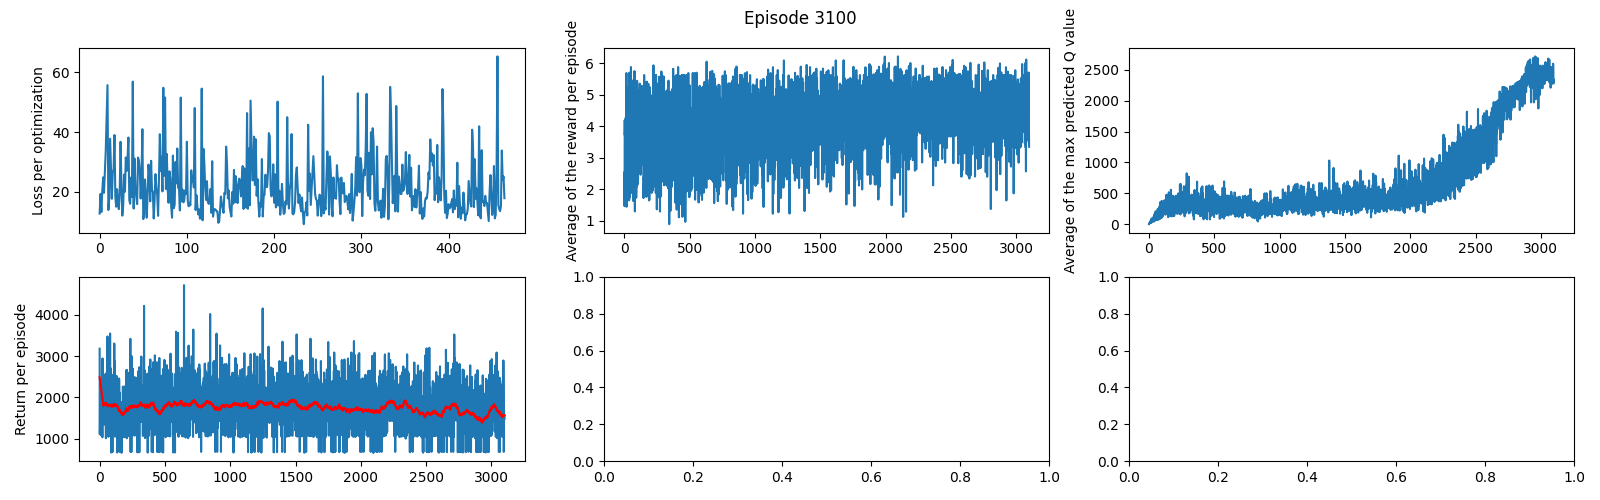 Episode 3100
Loss per optimization
60
40
20
0 100 200 300 400
Average of the reward per episode
6
5
4
3
2
1
0 500 1000 1500 2000 2500 3000
Average of the max predicted Q value
2500
2000
1500
1000
500
0
0 500 1000 1500 2000 2500 3000
Return per episode
4000
3000
2000
1000
0 500 1000 1500 2000 2500 3000
1.0
0.8
0.6
0.4
0.2
0.0
0.0 0.2 0.4 0.6 0.8 1.0
1.0
0.8
0.6
0.4
0.2
0.0
0.0 0.2 0.4 0.6 0.8 1.0